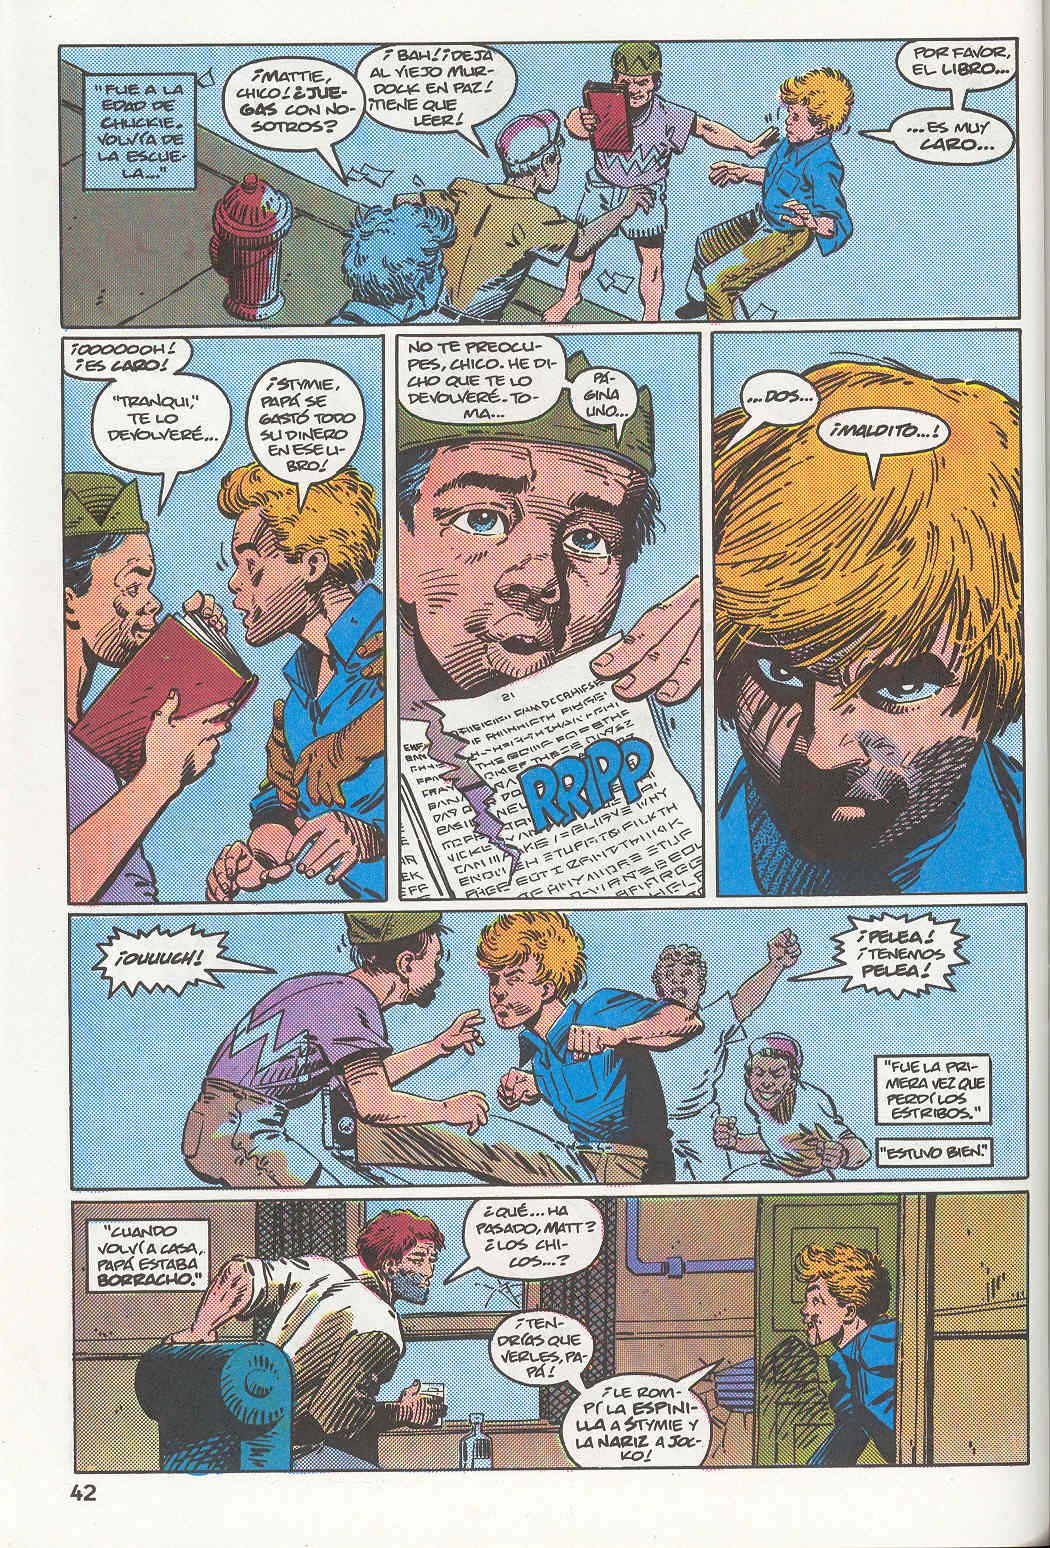 "FUE A LA
EDAD DE
CHUCKIE.
VOLVÍA DE
LA ESCUE-
LA..."
¡MATTIE,
CHICO! ¿JUE-
GAS CON NO-
SOTROS?
¡BAH! ¡DEJA
AL VIEJO MUR-
DOCK EN PAZ!
¡TIENE QUE
LEER!
POR FAVOR,
EL LIBRO...
...ES MUY
CARO...
¡OOOOOOH!
¡ES CARO!
"TRANQUI,"
TE LO
DEVOLVERÉ...
¡STYMIE,
PAPÁ SE
GASTÓ TODO
SU DINERO
EN ESE LI-
BRO!
NO TE PREOCU-
PES, CHICO. HE DI-
CHO QUE TE LO
DEVOLVERÉ. TO-
MA...
PÁ-
GINA
UNO...
21
RRIPP
...DOS...
¡MALDITO...!
¡OUUUCH!
¡PELEA!
¡TENEMOS
PELEA!
"FUE LA PRI-
MERA VEZ QUE
PERDÍ LOS
ESTRIBOS."
"ESTUVO BIEN."
"CUANDO
VOLVÍ A CASA,
PAPÁ ESTABA
BORRACHO."
¿QUÉ... HA
PASADO, MATT?
¿LOS CHI-
COS...?
¡TEN-
DRÍAS QUE
VERLES, PA-
PÁ!
¡LE ROM-
PÍ LA ESPINI-
LLA A STYMIE Y
LA NARIZ A JOC-
KO!
42